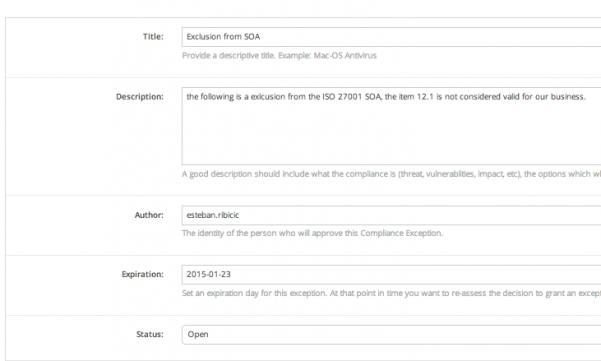 Title:
Exclusion from SOA
Provide a descriptive title. Example: Mac-OS Antivirus
Description:
the following is a exlcusion from the ISO 27001 SOA, the item 12.1 is not considered valid for our business.
A good description should include what the compliance is (threat, vulnerabilities, impact, etc), the options which
Author:
esteban.ribicic
The identity of the person who will approve this Compliance Exception.
Expiration:
2015-01-23
Set an expiration day for this exception. At that point in time you want to re-assess the decision to grant an
Status:
Open